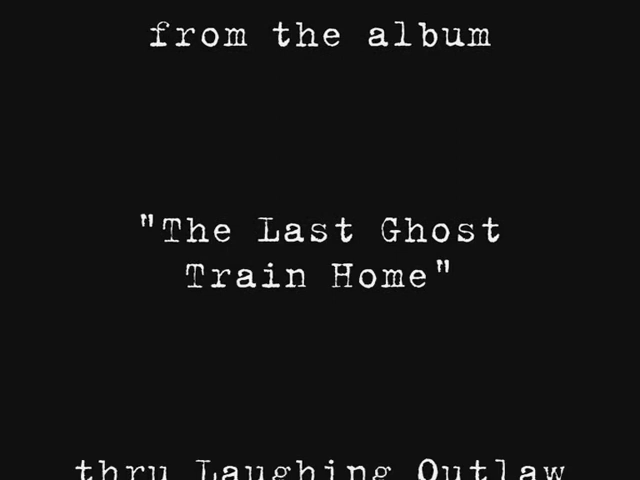 from the album
"The Last Ghost
Train Home"
thru Laughing Outlaw